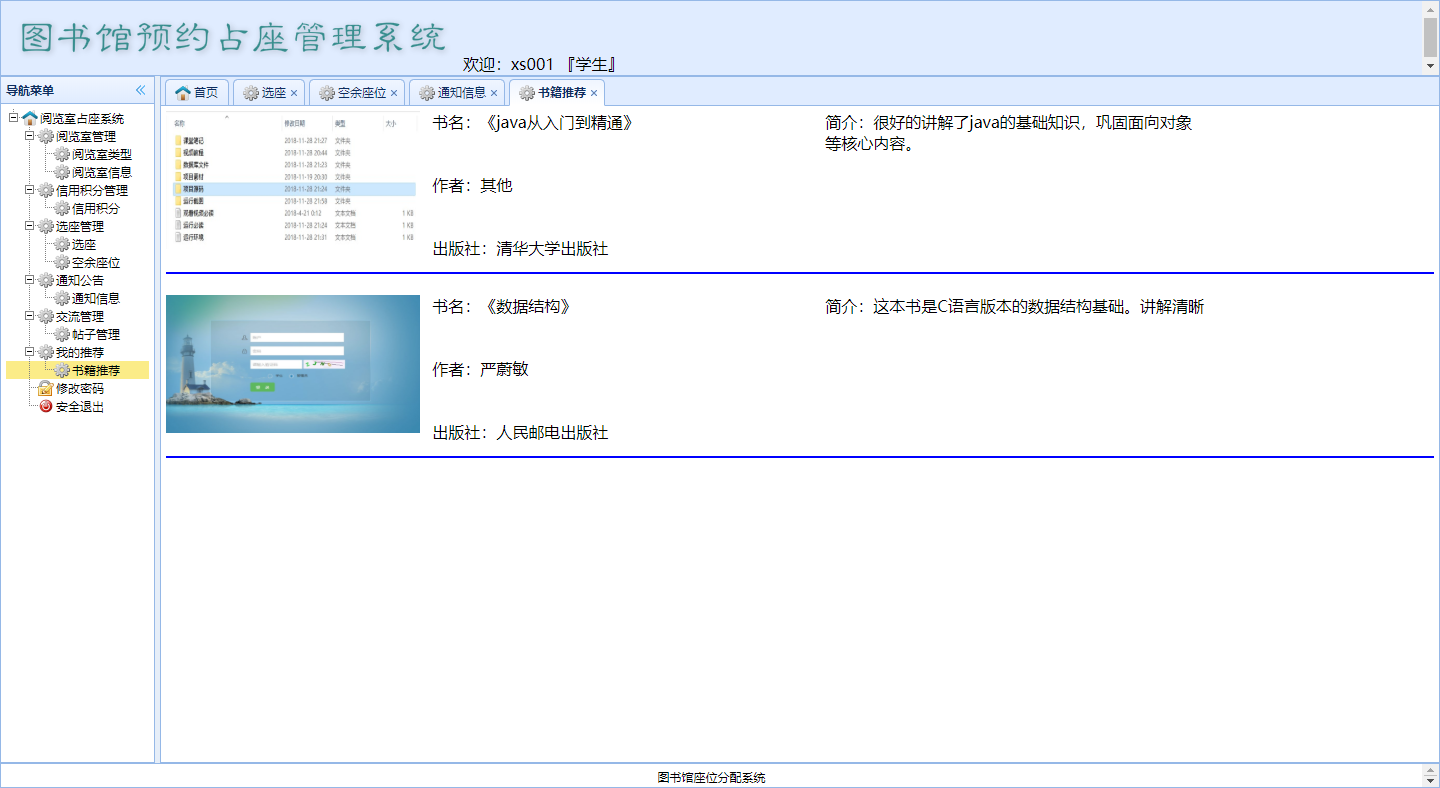 图书馆预约占座管理系统
欢迎：xs001 『学生』
导航菜单
阅览室占座系统
阅览室管理
阅览室类型
阅览室信息
信用积分管理
信用积分
选座管理
选座
空余座位
通知公告
通知信息
交流管理
帖子管理
我的推荐
书籍推荐
修改密码
安全退出
首页 选座 空余座位 通知信息 书籍推荐
名称 修改日期 类型 大小
课堂笔记 2018-11-28 21:27 文件夹
视频教程 2018-11-28 20:44 文件夹
数据库文件 2018-11-28 21:23 文件夹
项目素材 2018-11-19 20:30 文件夹
项目源码 2018-11-28 21:24 文件夹
运行截图 2018-11-28 21:58 文件夹
观看视频必读 2018-4-21 0:12 文本文档 1 KB
运行必读 2018-11-28 21:24 文本文档 1 KB
运行环境 2018-11-28 21:31 文本文档 1 KB
书名：《java从入门到精通》
作者：其他
出版社：清华大学出版社
简介：很好的讲解了java的基础知识，巩固面向对象
等核心内容。
书名：《数据结构》
作者：严蔚敏
出版社：人民邮电出版社
简介：这本书是C语言版本的数据结构基础。讲解清晰
图书馆座位分配系统